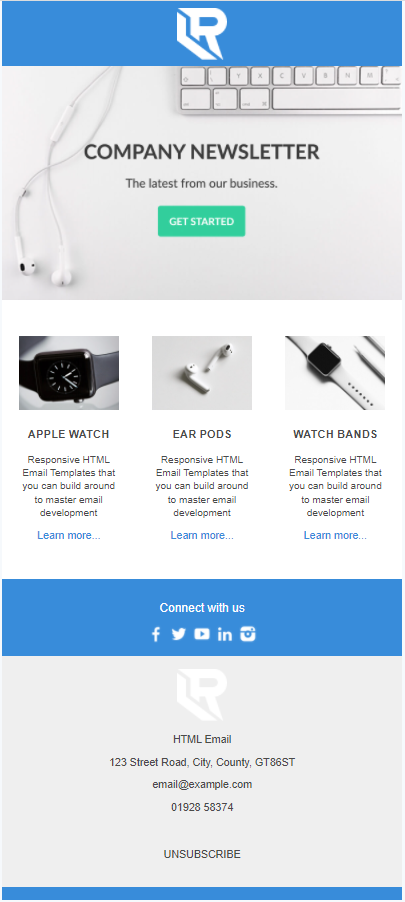 COMPANY NEWSLETTER
The latest from our business.
GET STARTED
APPLE WATCH
Responsive HTML
Email Templates that
you can build around
to master email
development
Learn more...
EAR PODS
Responsive HTML
Email Templates that
you can build around
to master email
development
Learn more...
WATCH BANDS
Responsive HTML
Email Templates that
you can build around
to master email
development
Learn more...
Connect with us
HTML Email
123 Street Road, City, County, GT86ST
email@example.com
01928 58374
UNSUBSCRIBE